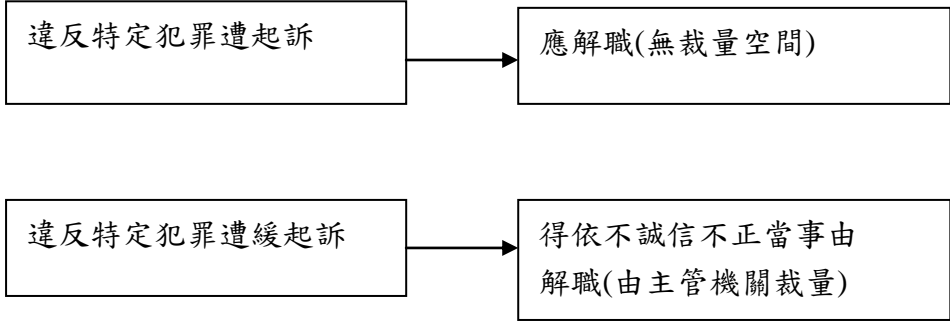 違反特定犯罪遭起訴
應解職(無裁量空間)
違反特定犯罪遭緩起訴
得依不誠信不正當事由
解職(由主管機關裁量)